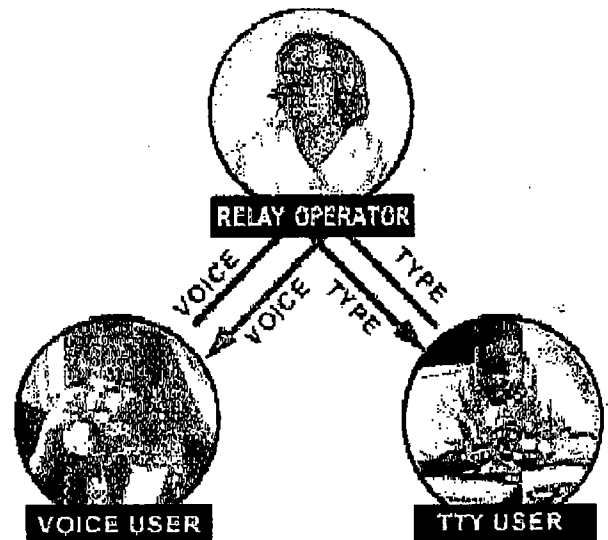 RELAY OPERATOR
VOICE
VOICE
TYPE
TYPE
VOICE USER
TTY USER